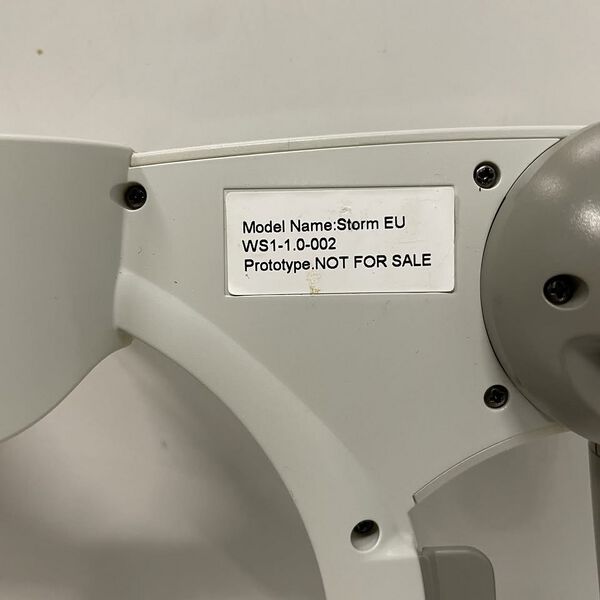 Model Name:Storm EU
WS1-1.0-002
Prototype.NOT FOR SALE